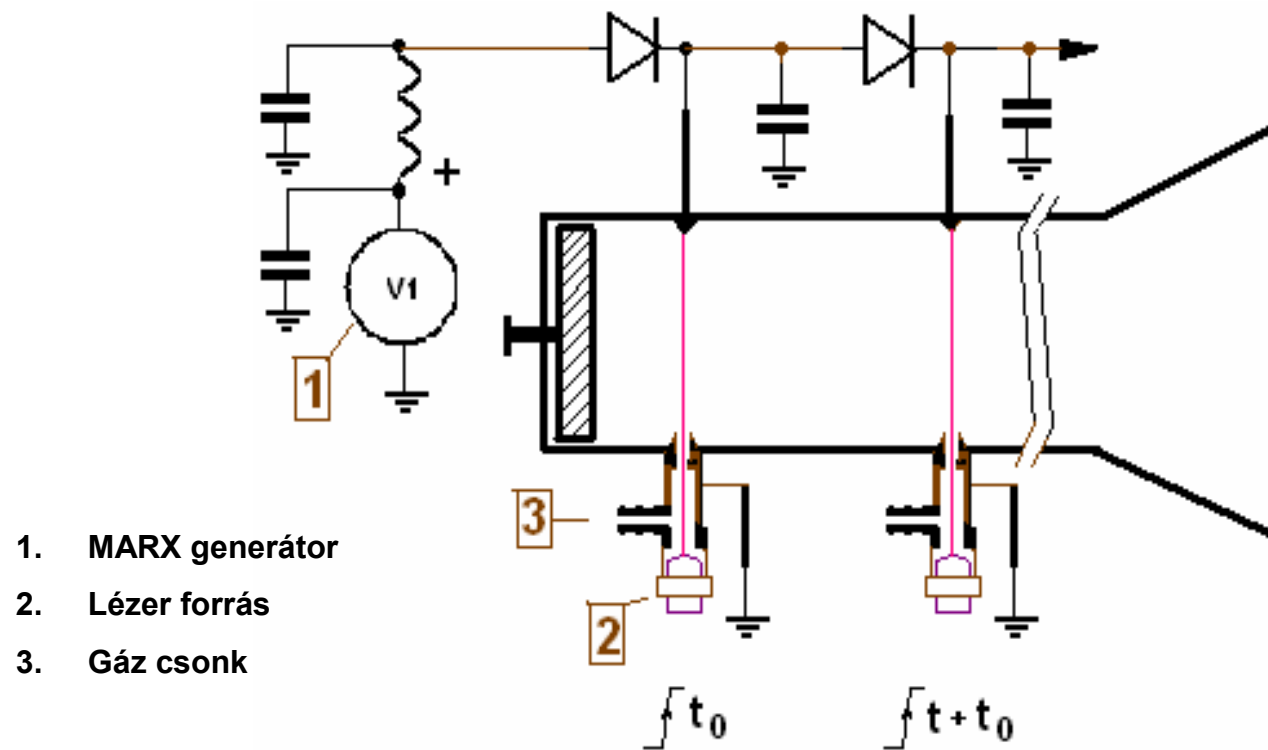 +
V1
1
3
2
1. MARX generátor
2. Lézer forrás
3. Gáz csonk
t0
t + t0